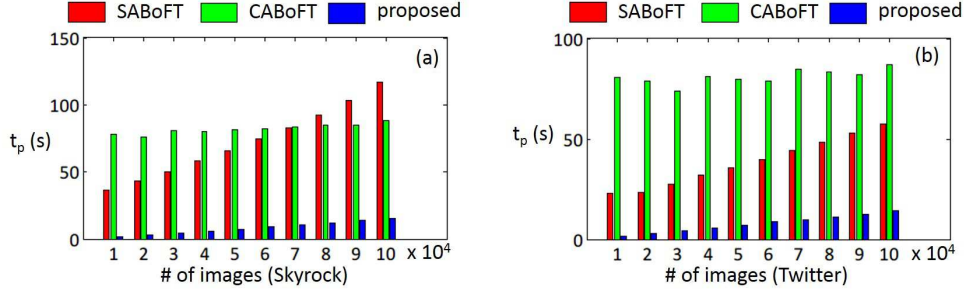 SABoFT CABoFT proposed
(a)
150
100
50
0
t_p (s)
1 2 3 4 5 6 7 8 9 10 x 10^4
# of images (Skyrock)
SABoFT CABoFT proposed
(b)
100
50
0
t_p (s)
1 2 3 4 5 6 7 8 9 10 x 10^4
# of images (Twitter)